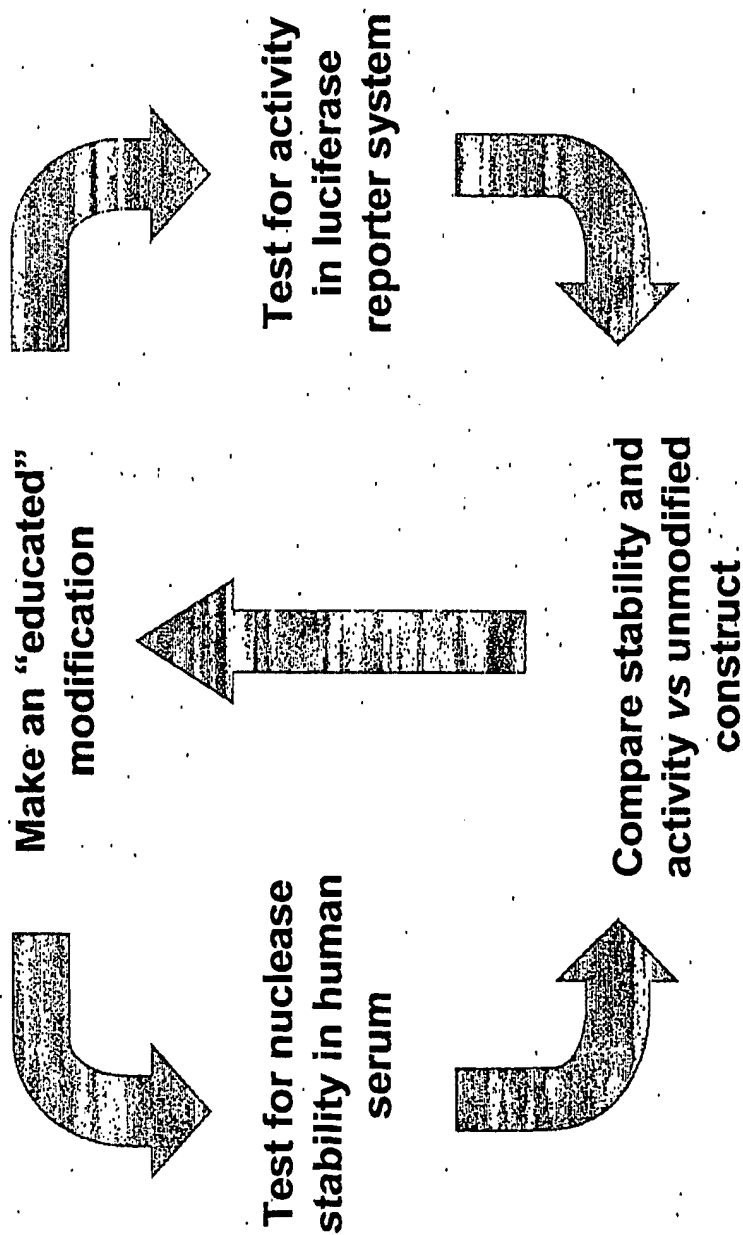 Make an “educated”
modification
Test for nuclease
stability in human
serum
Test for activity
in luciferase
reporter system
Compare stability and
activity vs unmodified
construct